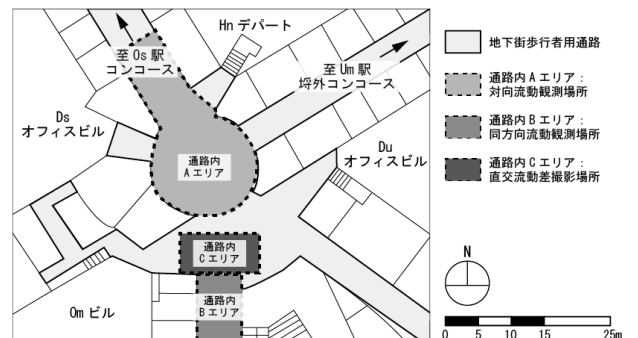 Hn デパート
至 Os 駅
コンコース
至 Um 駅
埒外コンコース
Ds
オフィスビル
Du
オフィスビル
通路内
A エリア
通路内
C エリア
通路内
B エリア
Om ビル
地下街歩行者用通路
通路内 A エリア：
対向流動観測場所
通路内 B エリア：
同方向流動観測場所
通路内 C エリア：
直交流動差撮影場所
N
0 5 10 15 25m